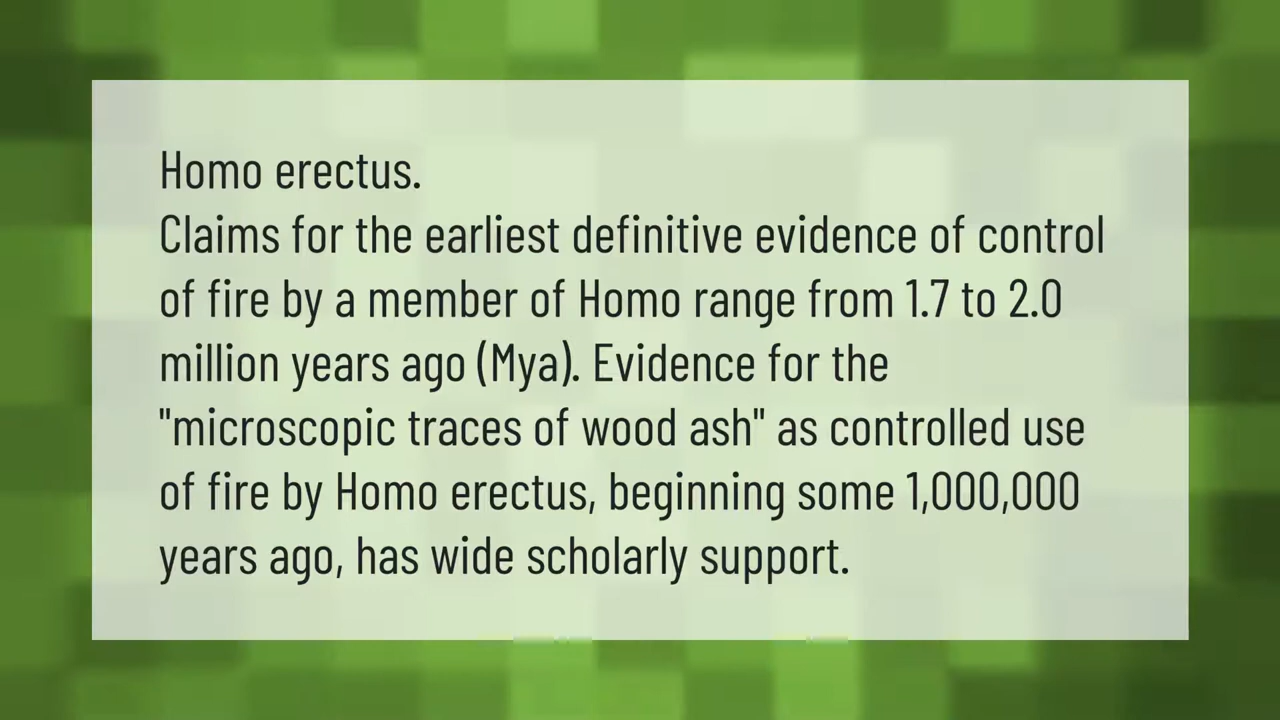 Homo erectus.
Claims for the earliest definitive evidence of control
of fire by a member of Homo range from 1.7 to 2.0
million years ago (Mya). Evidence for the
"microscopic traces of wood ash" as controlled use
of fire by Homo erectus, beginning some 1,000,000
years ago, has wide scholarly support.